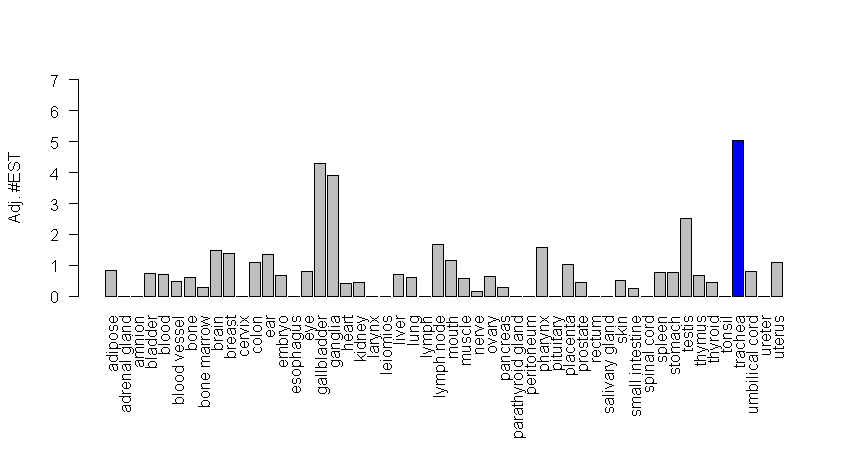 7
6
5
4
3
2
1
0
Adj. #EST
adipose
adrenal gland
amnion
bladder
blood
blood vessel
bone
bone marrow
brain
breast
cervix
colon
ear
embryo
esophagus
eye
gallbladder
ganglia
heart
kidney
larynx
leiomios
liver
lung
lymph
lymph node
mouth
muscle
nerve
ovary
pancreas
parathyroid gland
peritoneum
pharynx
pituitary
placenta
prostate
rectum
salivary gland
skin
small intestine
spinal cord
spleen
stomach
testis
thymus
thyroid
tonsil
trachea
umbilical cord
ureter
uterus